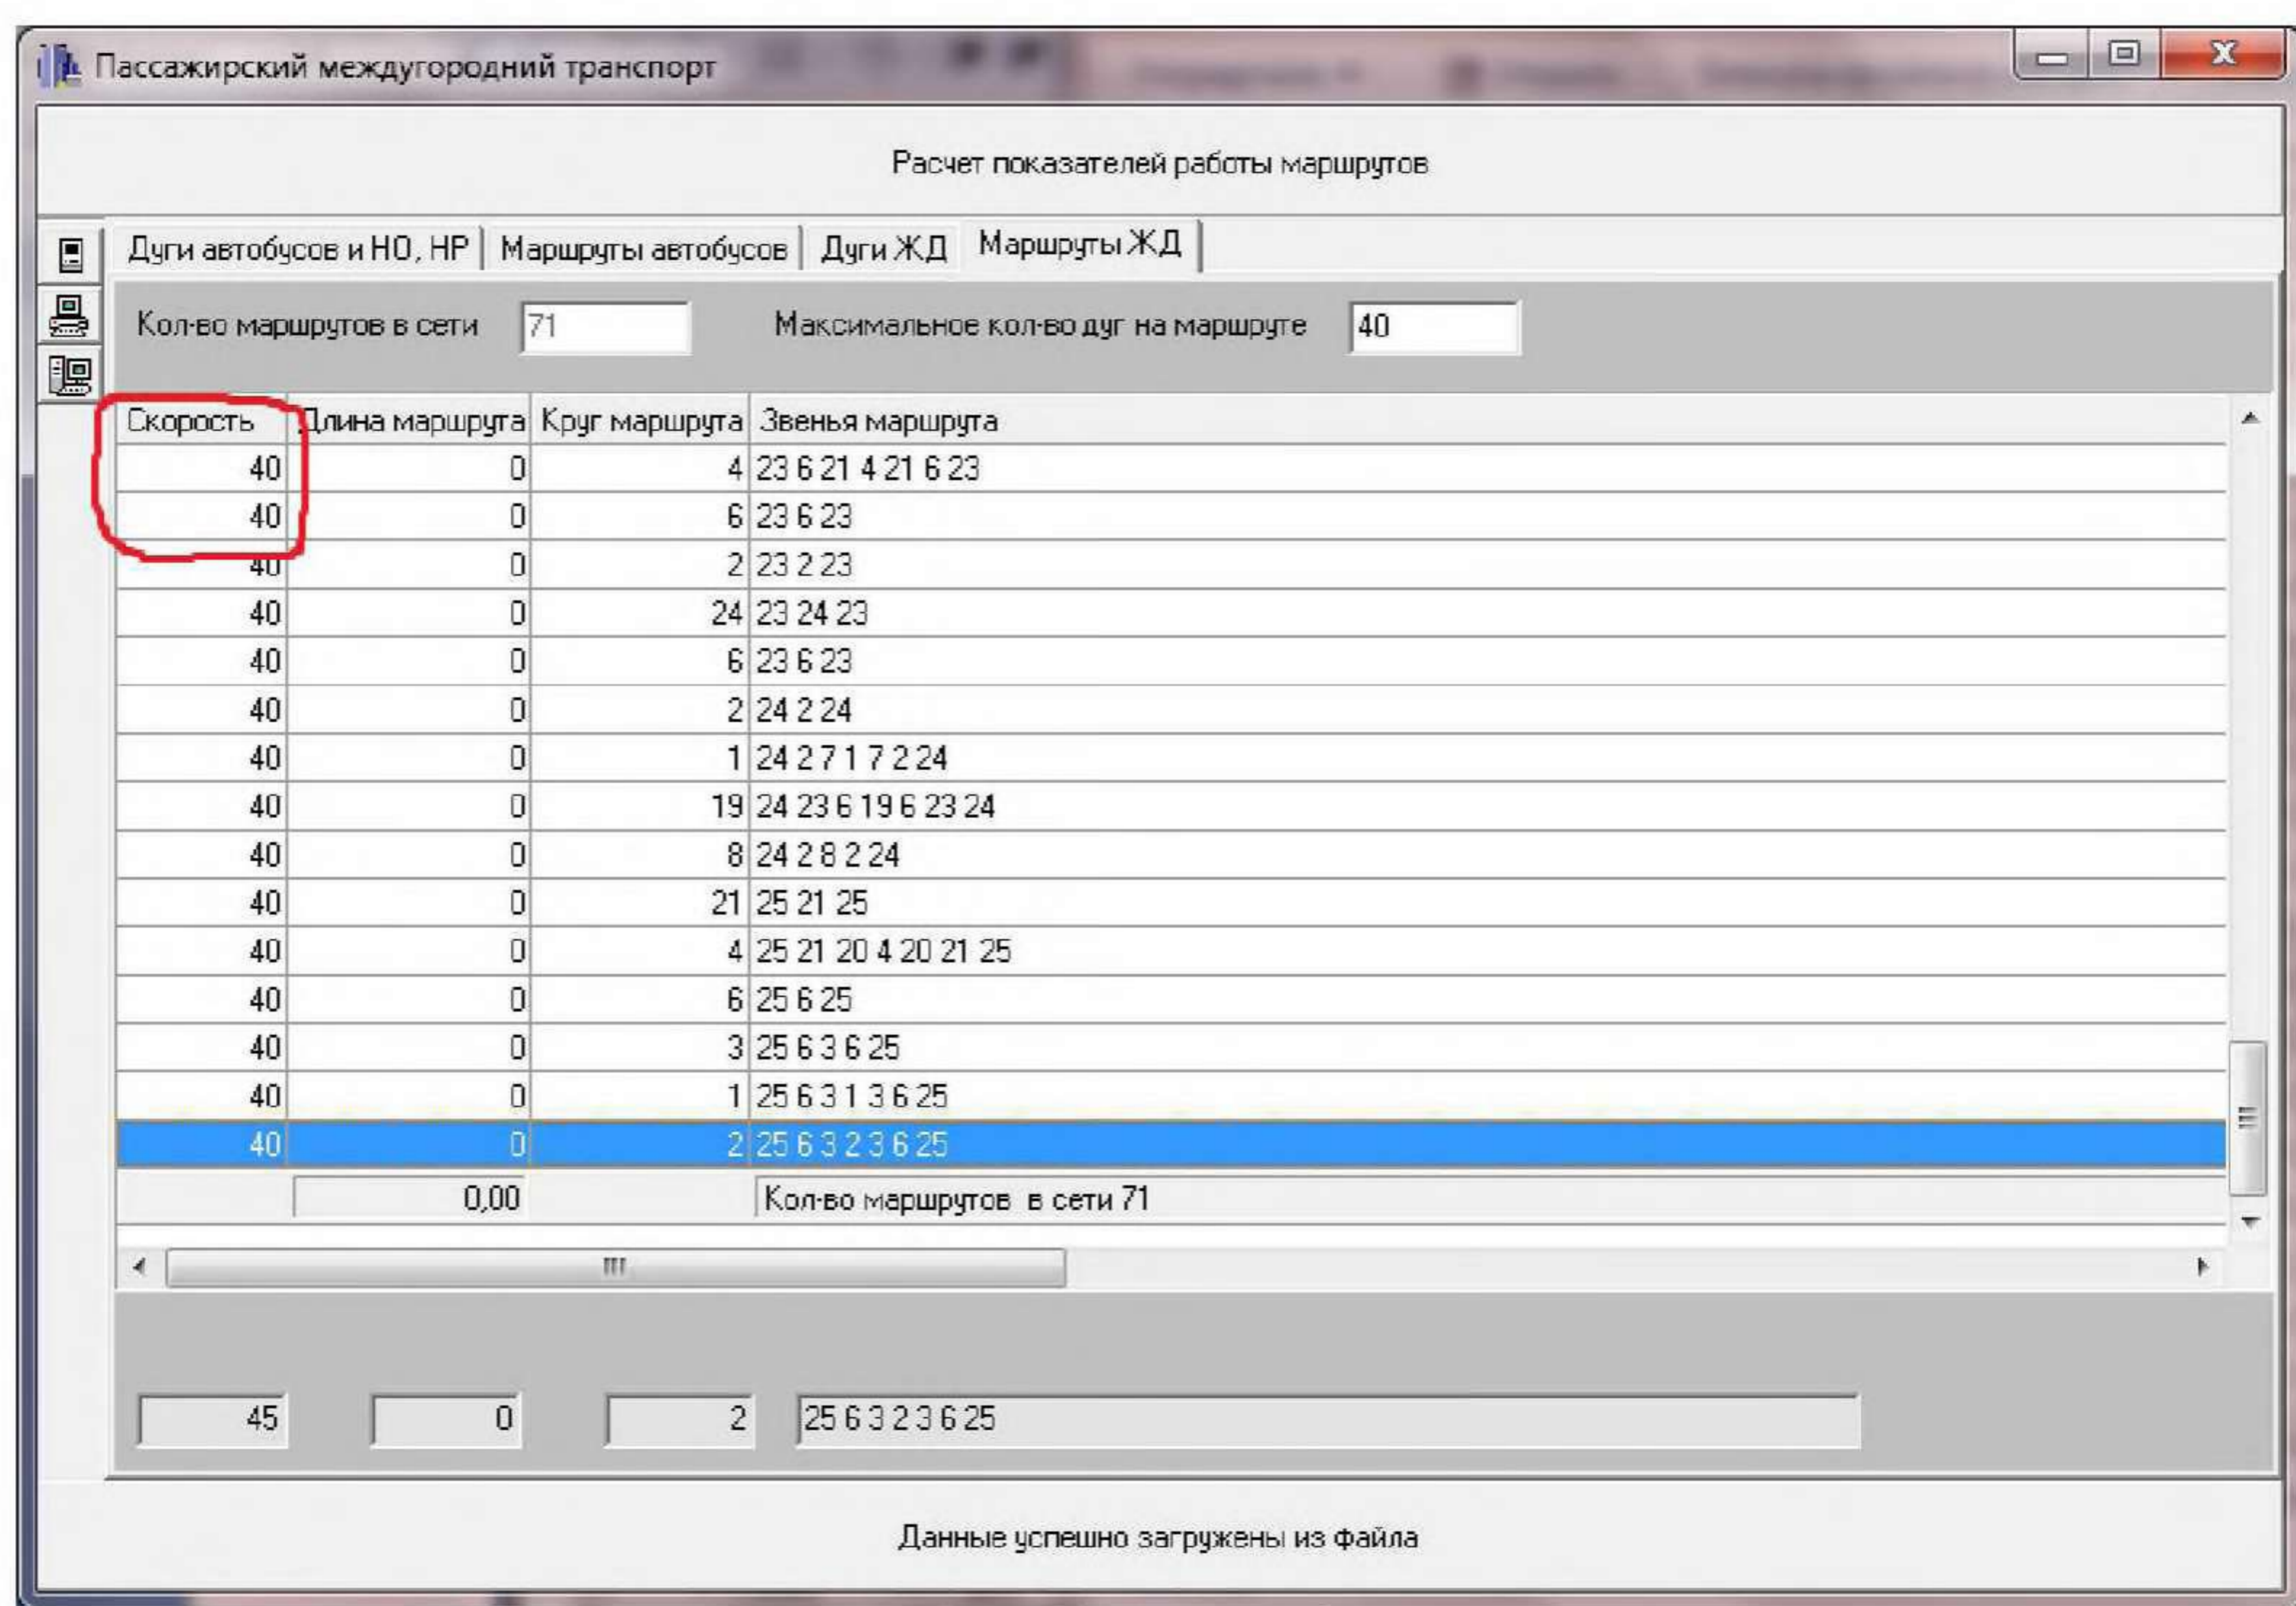 Пассажирский междугородний транспорт
Расчет показателей работы маршрутов
Дуги автобусов и НО, НР Маршруты автобусов Дуги ЖД Маршруты ЖД
Кол-во маршрутов в сети 71 Максимальное кол-во дуг на маршруте 40
Скорость Длина маршрута Круг маршрута Звенья маршрута
40 0 4 23 6 21 4 21 6 23
40 0 6 23 6 23
40 0 2 23 2 23
40 0 24 23 24 23
40 0 6 23 6 23
40 0 2 24 2 24
40 0 1 24 2 7 1 7 2 24
40 0 19 24 23 6 19 6 23 24
40 0 8 24 2 8 2 24
40 0 21 25 21 25
40 0 4 25 21 20 4 20 21 25
40 0 6 25 6 25
40 0 3 25 6 3 6 25
40 0 1 25 6 3 1 3 6 25
40 0 2 25 6 3 2 3 6 25
0,00 Кол-во маршрутов в сети 71
45 0 2 25 6 3 2 3 6 25
Данные успешно загружены из файла